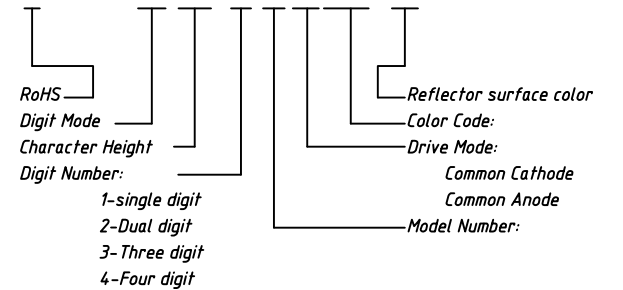 RoHS
Digit Mode
Character Height
Digit Number:
1-single digit
2-Dual digit
3-Three digit
4-Four digit
Reflector surface color
Color Code:
Drive Mode:
Common Cathode
Common Anode
Model Number: